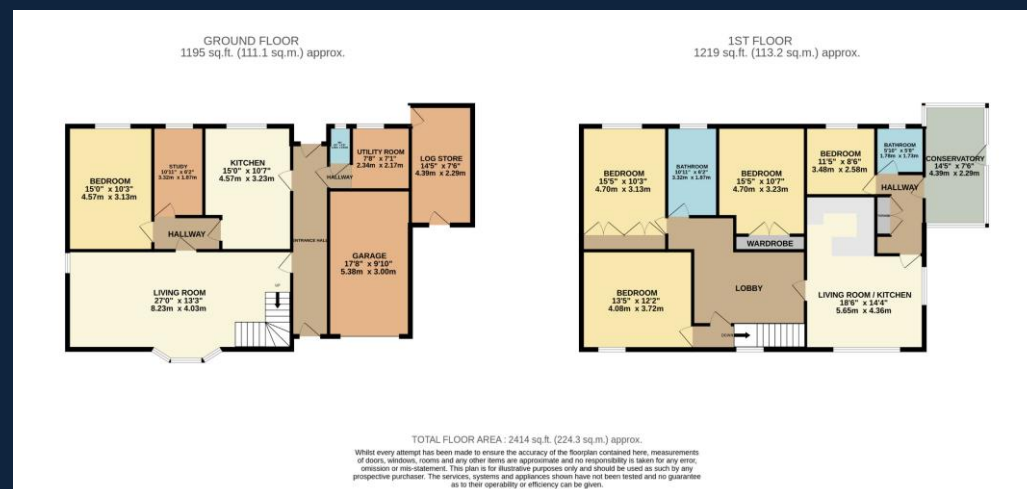 GROUND FLOOR
1195 sq.ft. (111.1 sq.m.) approx.
BEDROOM
15'0" x 10'3"
4.57m x 3.13m
STUDY
10'11" x 6'2"
3.32m x 1.87m
KITCHEN
15'0" x 10'7"
4.57m x 3.23m
UTILITY ROOM
7'8" x 7'1"
2.34m x 2.17m
LOG STORE
14'5" x 7'6"
4.39m x 2.29m
HALLWAY
HALLWAY
ENTRANCE HALL
GARAGE
17'8" x 9'10"
5.38m x 3.00m
LIVING ROOM
27'0" x 13'3"
8.23m x 4.03m
UP
1ST FLOOR
1219 sq.ft. (113.2 sq.m.) approx.
BEDROOM
15'5" x 10'3"
4.70m x 3.13m
BATHROOM
10'11" x 6'2"
3.32m x 1.87m
BEDROOM
15'5" x 10'7"
4.70m x 3.23m
BEDROOM
11'5" x 8'6"
3.48m x 2.58m
BATHROOM
5'10" x 5'8"
1.78m x 1.73m
CONSERVATORY
14'5" x 7'6"
4.39m x 2.29m
HALLWAY
WARDROBE
BEDROOM
13'5" x 12'2"
4.08m x 3.72m
LOBBY
LIVING ROOM / KITCHEN
18'6" x 14'4"
5.65m x 4.36m
DOWN
TOTAL FLOOR AREA : 2414 sq.ft. (224.3 sq.m.) approx.
Whilst every attempt has been made to ensure the accuracy of the floorplan contained here, measurements
of doors, windows, rooms and any other items are approximate and no responsibility is taken for any error,
omission or mis-statement. This plan is for illustrative purposes only and should be used as such by any
prospective purchaser. The services, systems and appliances shown have not been tested and no guarantee
as to their operability or efficiency can be given.